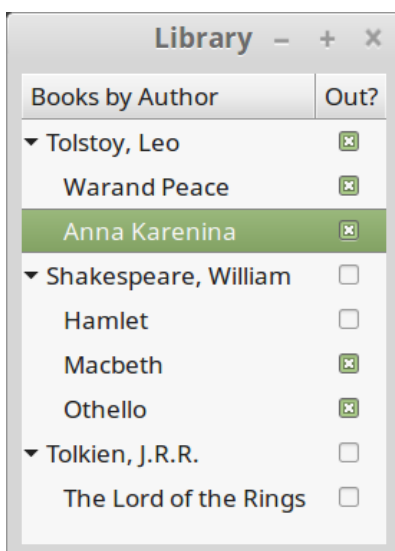 Library
Books by Author Out?
Tolstoy, Leo
Warand Peace
Anna Karenina
Shakespeare, William
Hamlet
Macbeth
Othello
Tolkien, J.R.R.
The Lord of the Rings